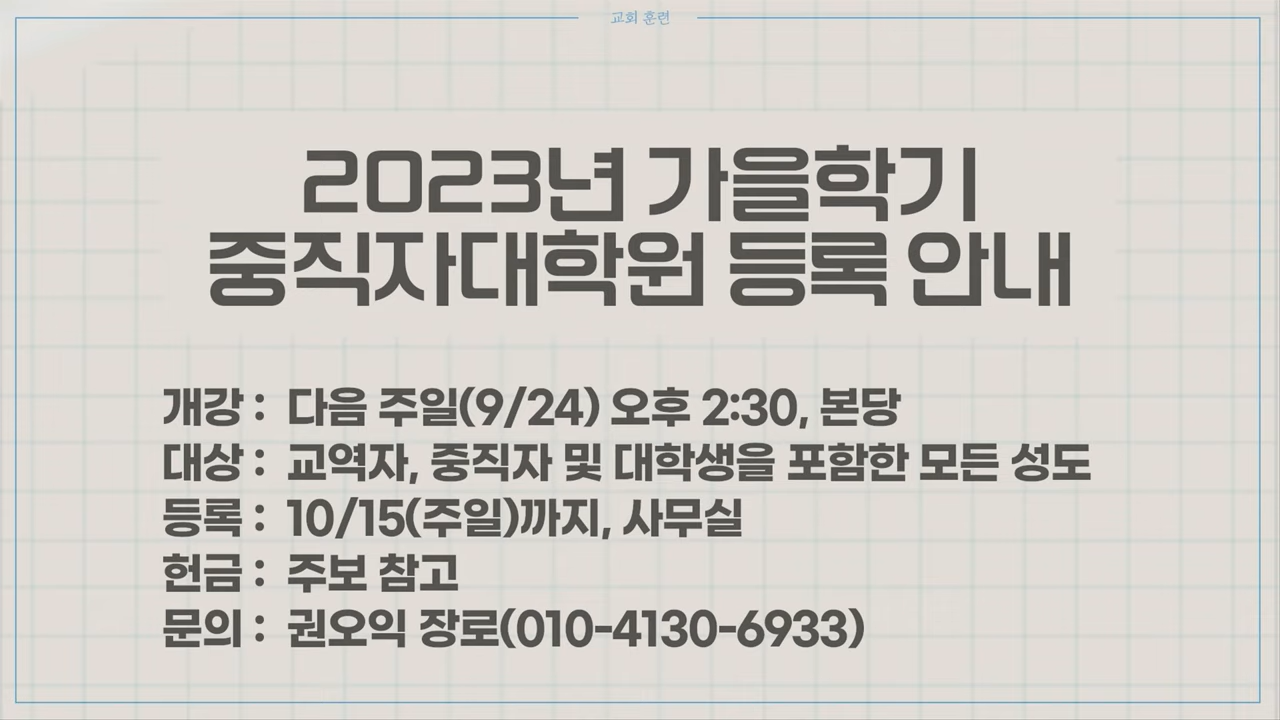 교회 훈련
2023년 가을학기
중직자대학원 등록 안내
개강 : 다음 주일(9/24) 오후 2:30, 본당
대상 : 교역자, 중직자 및 대학생을 포함한 모든 성도
등록 : 10/15(주일)까지, 사무실
헌금 : 주보 참고
문의 : 권오익 장로(010-4130-6933)